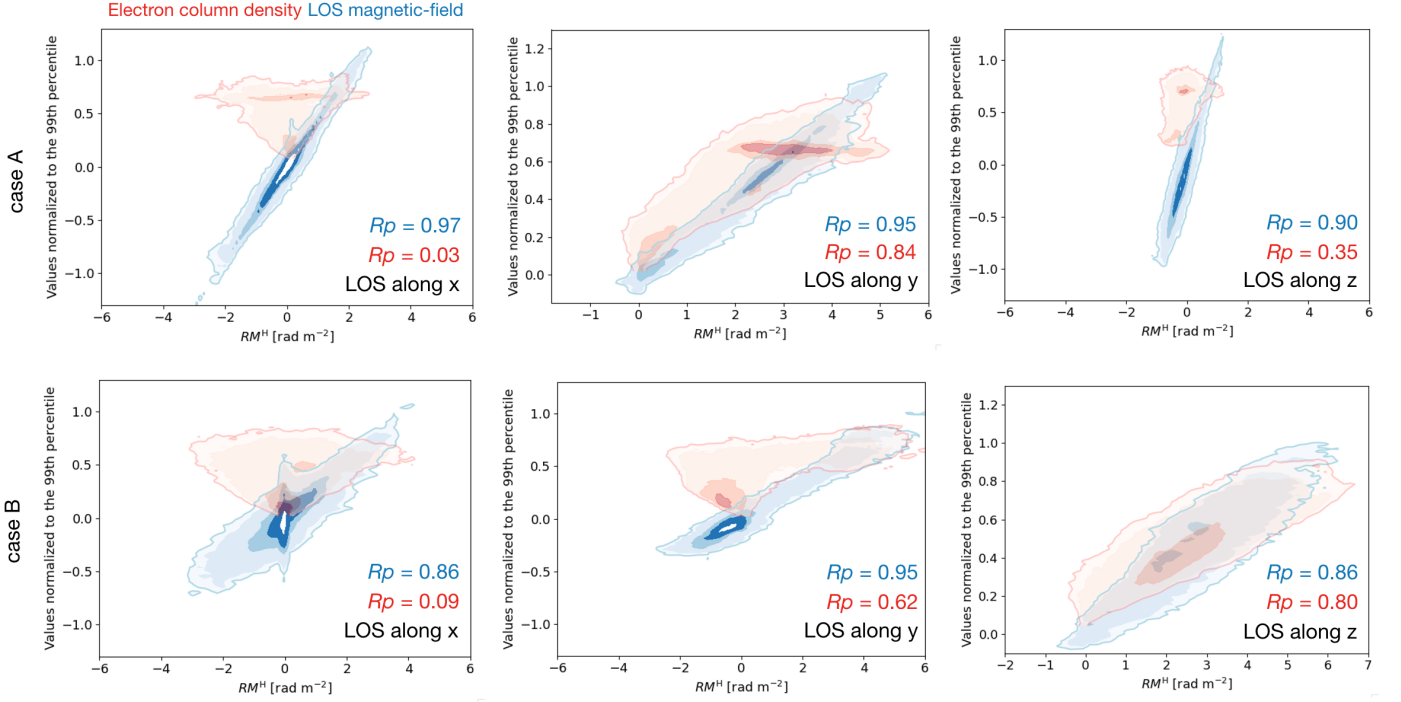 Electron column density LOS magnetic-field
case A
Values normalized to the 99th percentile
1.0
0.5
0.0
−0.5
−1.0
Rp = 0.97
Rp = 0.03
LOS along x
−6 −4 −2 0 2 4 6
RM^H [rad m^−2]
Values normalized to the 99th percentile
1.2
1.0
0.8
0.6
0.4
0.2
0.0
Rp = 0.95
Rp = 0.84
LOS along y
−1 0 1 2 3 4 5 6
RM^H [rad m^−2]
Values normalized to the 99th percentile
1.0
0.5
0.0
−0.5
−1.0
Rp = 0.90
Rp = 0.35
LOS along z
−6 −4 −2 0 2 4 6
RM^H [rad m^−2]
case B
Values normalized to the 99th percentile
1.0
0.5
0.0
−0.5
−1.0
Rp = 0.86
Rp = 0.09
LOS along x
−6 −4 −2 0 2 4 6
RM^H [rad m^−2]
Values normalized to the 99th percentile
1.0
0.5
0.0
−0.5
−1.0
Rp = 0.95
Rp = 0.62
LOS along y
−6 −4 −2 0 2 4 6
RM^H [rad m^−2]
Values normalized to the 99th percentile
1.2
1.0
0.8
0.6
0.4
0.2
0.0
Rp = 0.86
Rp = 0.80
LOS along z
−2 −1 0 1 2 3 4 5 6 7
RM^H [rad m^−2]